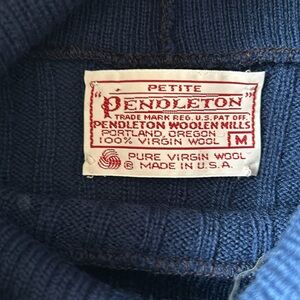 PETITE
"PENDLETON"
TRADE MARK REG. U.S. PAT OFF.
PENDLETON WOOLEN MILLS
PORTLAND, OREGON
100% VIRGIN WOOL
M
PURE VIRGIN WOOL
® MADE IN U.S.A.